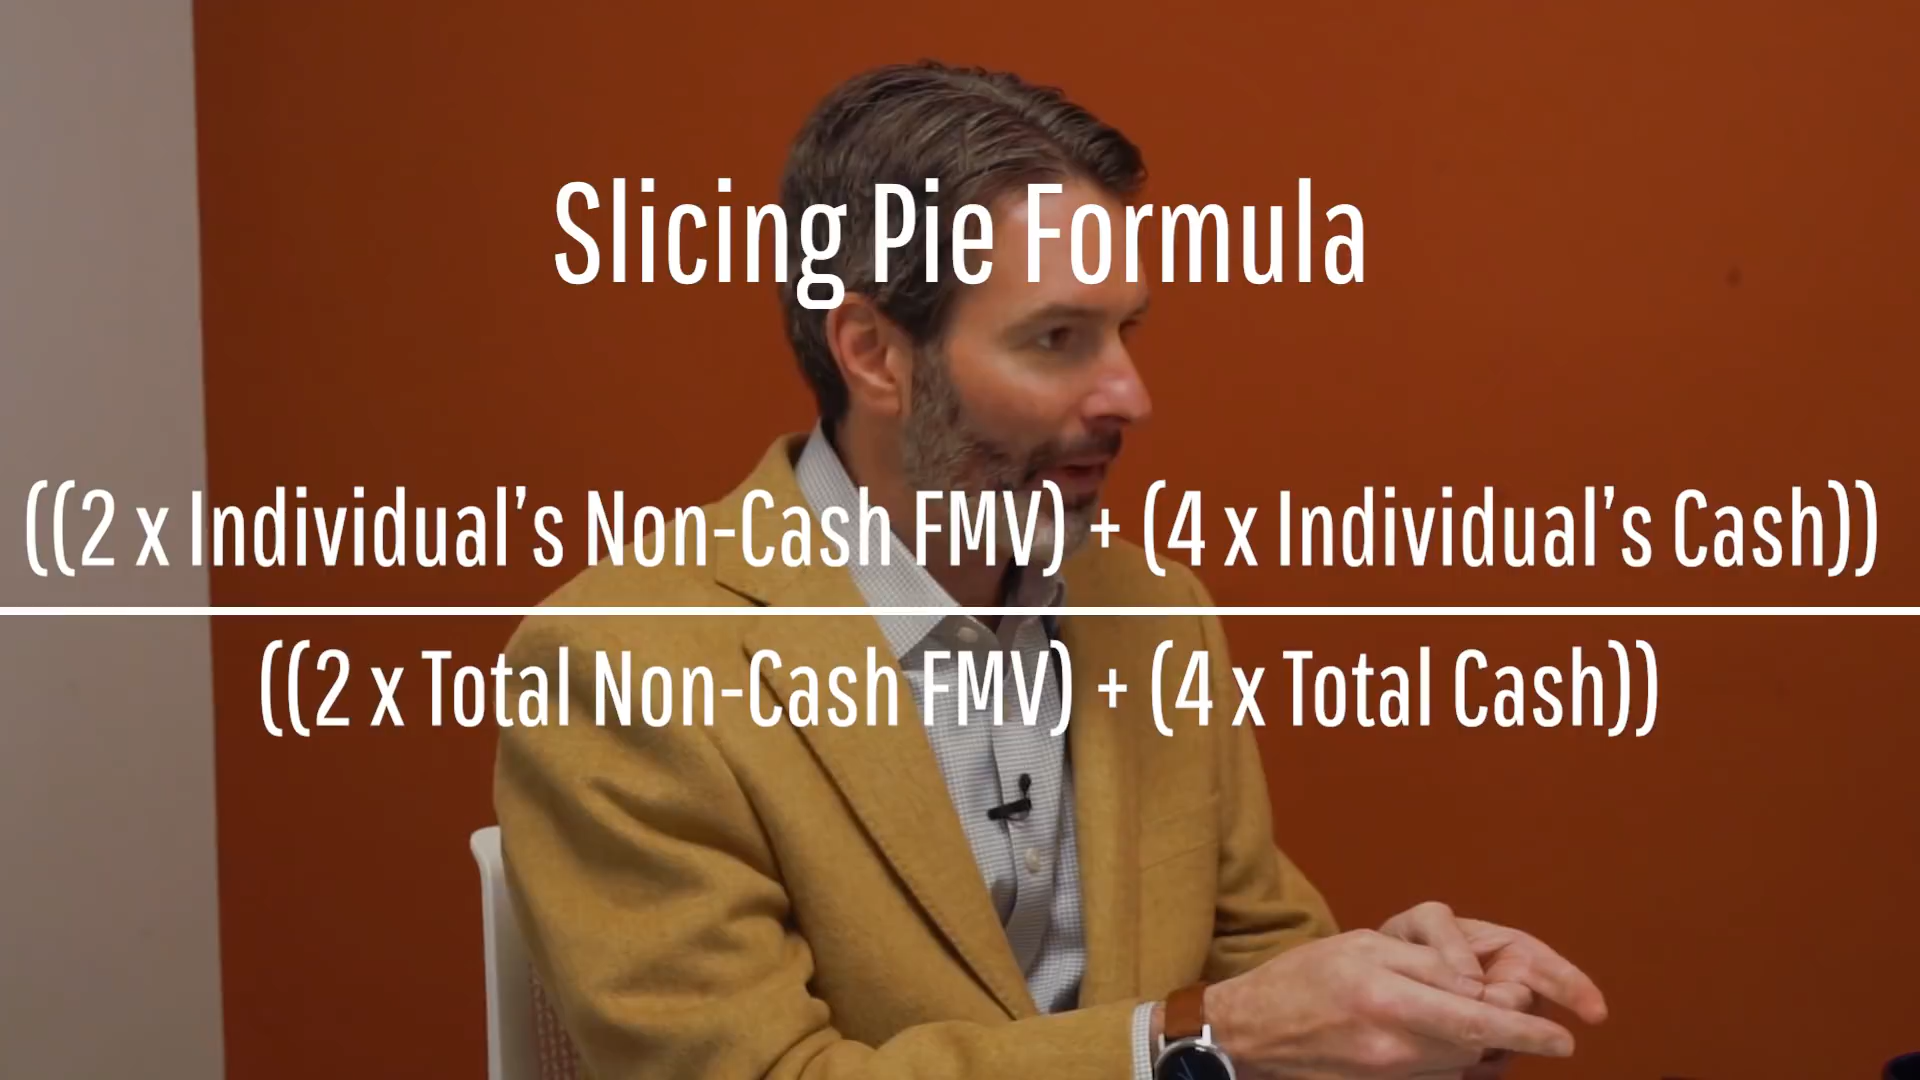 Slicing Pie Formula
((2 x Individual’s Non-Cash FMV) + (4 x Individual’s Cash))
((2 x Total Non-Cash FMV) + (4 x Total Cash))